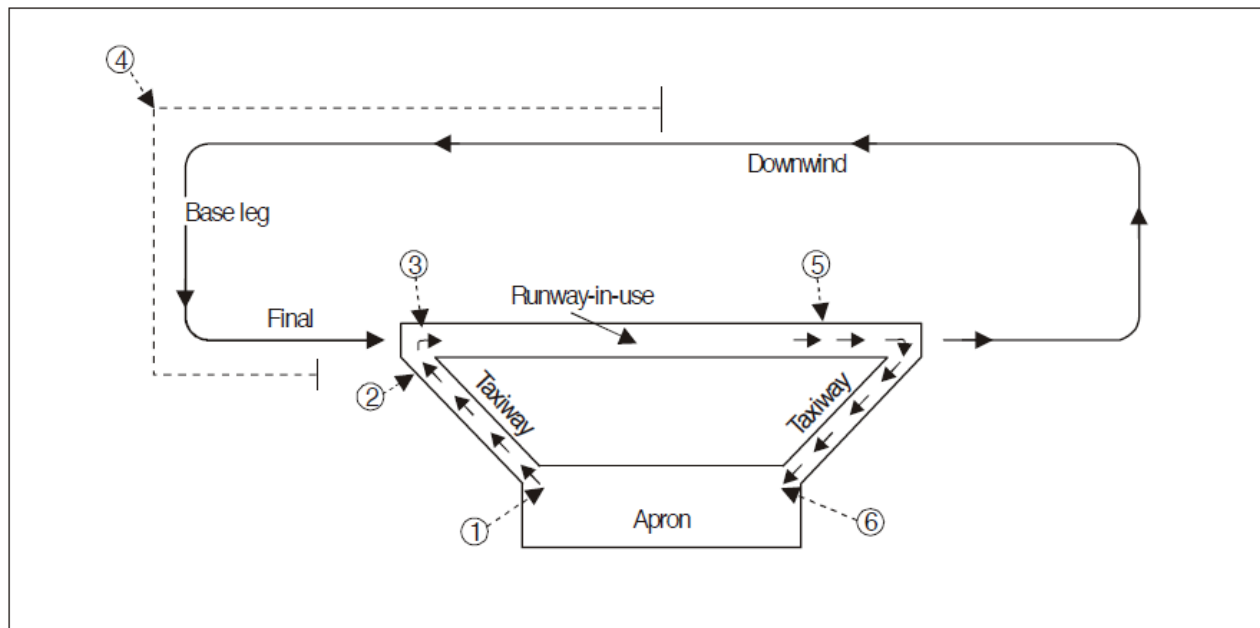 ④
Downwind
Base leg
③
⑤
Runway-in-use
Final
②
Taxiway
Taxiway
①
Apron
⑥